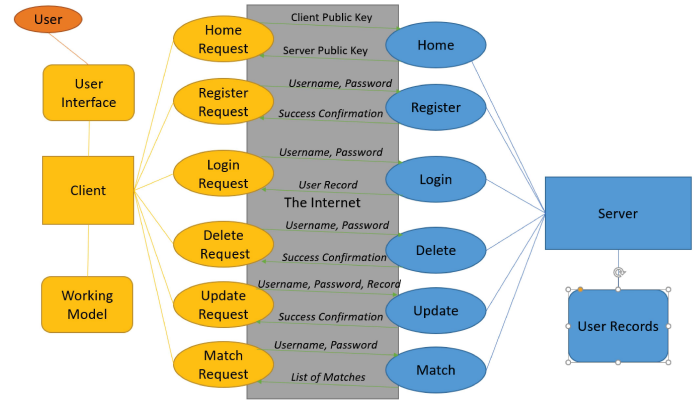 User
User
Interface
Client
Working
Model
Home
Request
Register
Request
Login
Request
Delete
Request
Update
Request
Match
Request
Client Public Key
Server Public Key
Username, Password
Success Confirmation
Username, Password
User Record
The Internet
Username, Password
Success Confirmation
Username, Password, Record
Success Confirmation
Username, Password
List of Matches
Home
Register
Login
Delete
Update
Match
Server
User Records